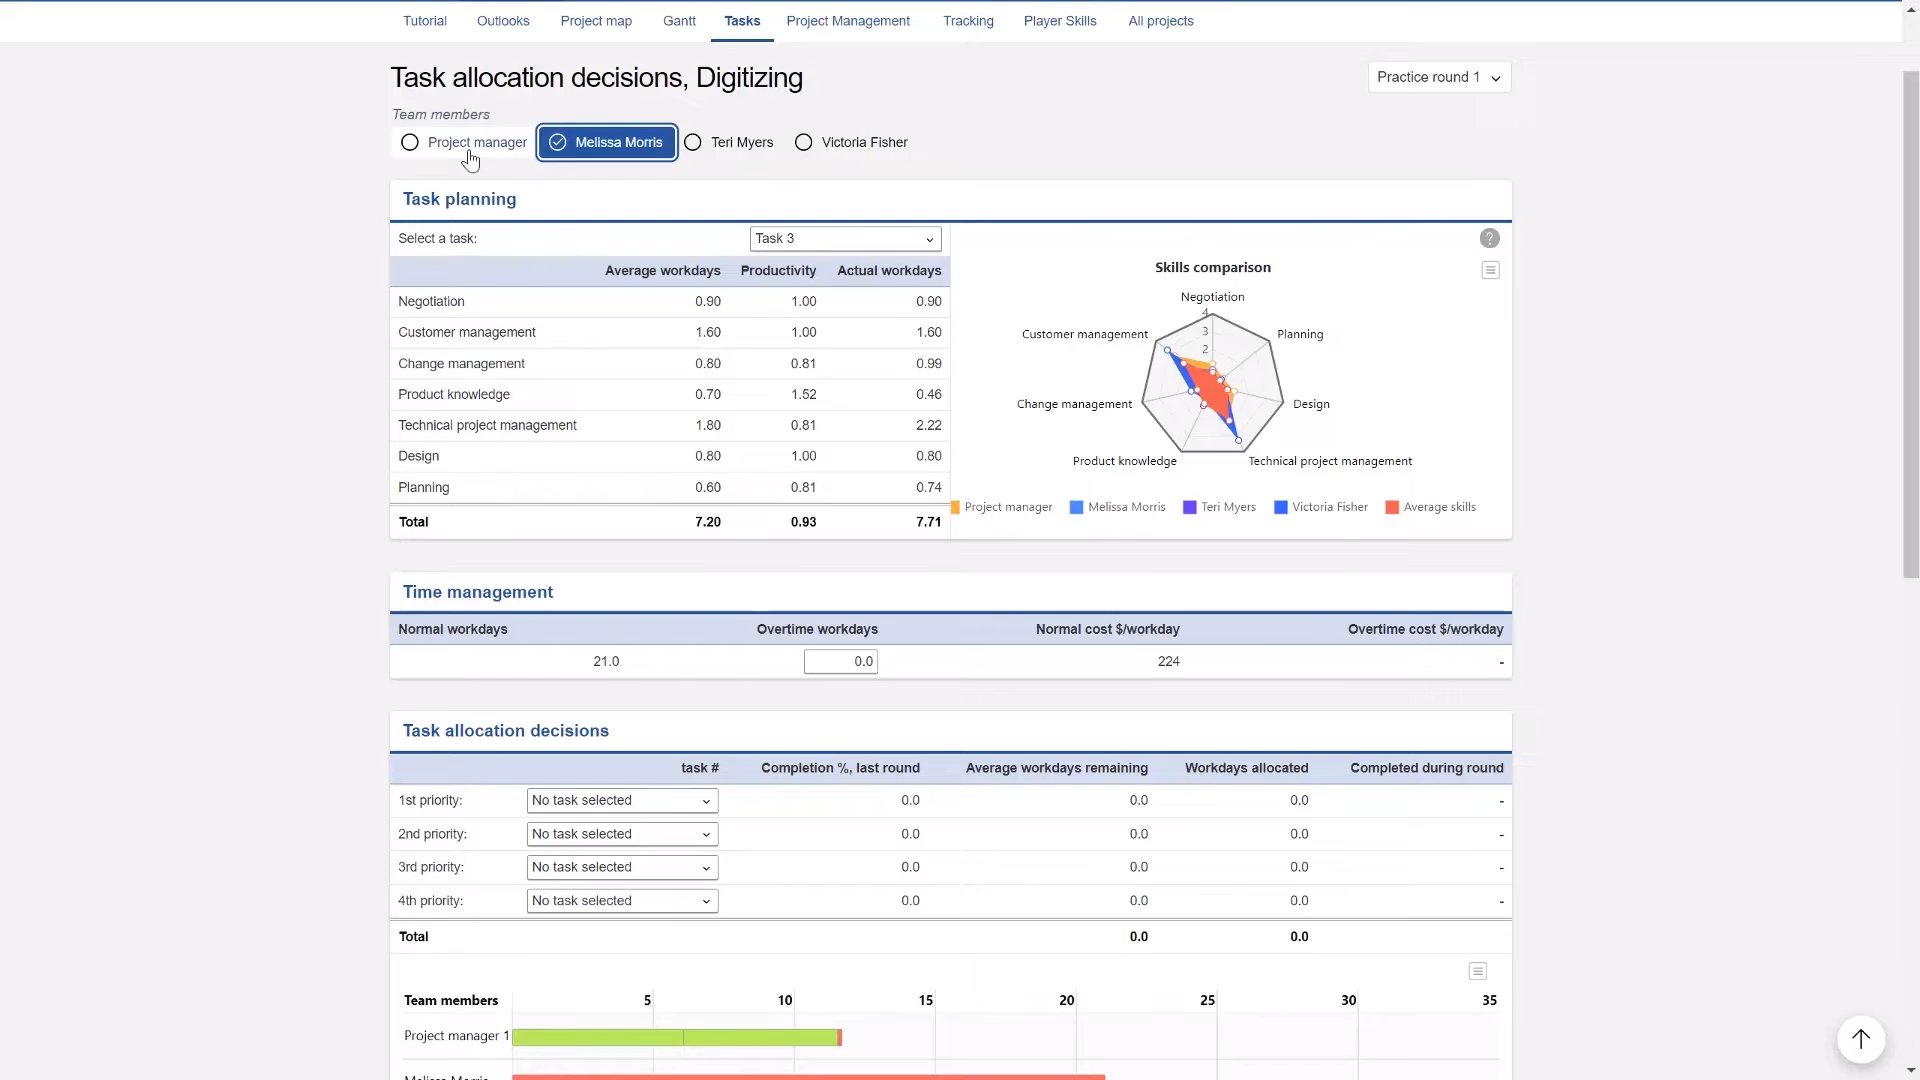 Tutorial Outlooks Project map Gantt Tasks Project Management Tracking Player Skills All projects
Task allocation decisions, Digitizing
Practice round 1
Team members
Project manager Melissa Morris Teri Myers Victoria Fisher
Task planning
Select a task: Task 3
Average workdays Productivity Actual workdays
Negotiation 0.90 1.00 0.90
Customer management 1.60 1.00 1.60
Change management 0.80 0.81 0.99
Product knowledge 0.70 1.52 0.46
Technical project management 1.80 0.81 2.22
Design 0.80 1.00 0.80
Planning 0.60 0.81 0.74
Total 7.20 0.93 7.71
?
Skills comparison
Negotiation
4
Customer management 3 Planning
2
Change management Design
Product knowledge Technical project management
Project manager Melissa Morris Teri Myers Victoria Fisher Average skills
Time management
Normal workdays Overtime workdays Normal cost $/workday Overtime cost $/workday
21.0 0.0 224 -
Task allocation decisions
task # Completion %, last round Average workdays remaining Workdays allocated Completed during round
1st priority: No task selected 0.0 0.0 0.0 -
2nd priority: No task selected 0.0 0.0 0.0 -
3rd priority: No task selected 0.0 0.0 0.0 -
4th priority: No task selected 0.0 0.0 0.0 -
Total 0.0 0.0
Team members 5 10 15 20 25 30 35
Project manager 1
Melissa Morris